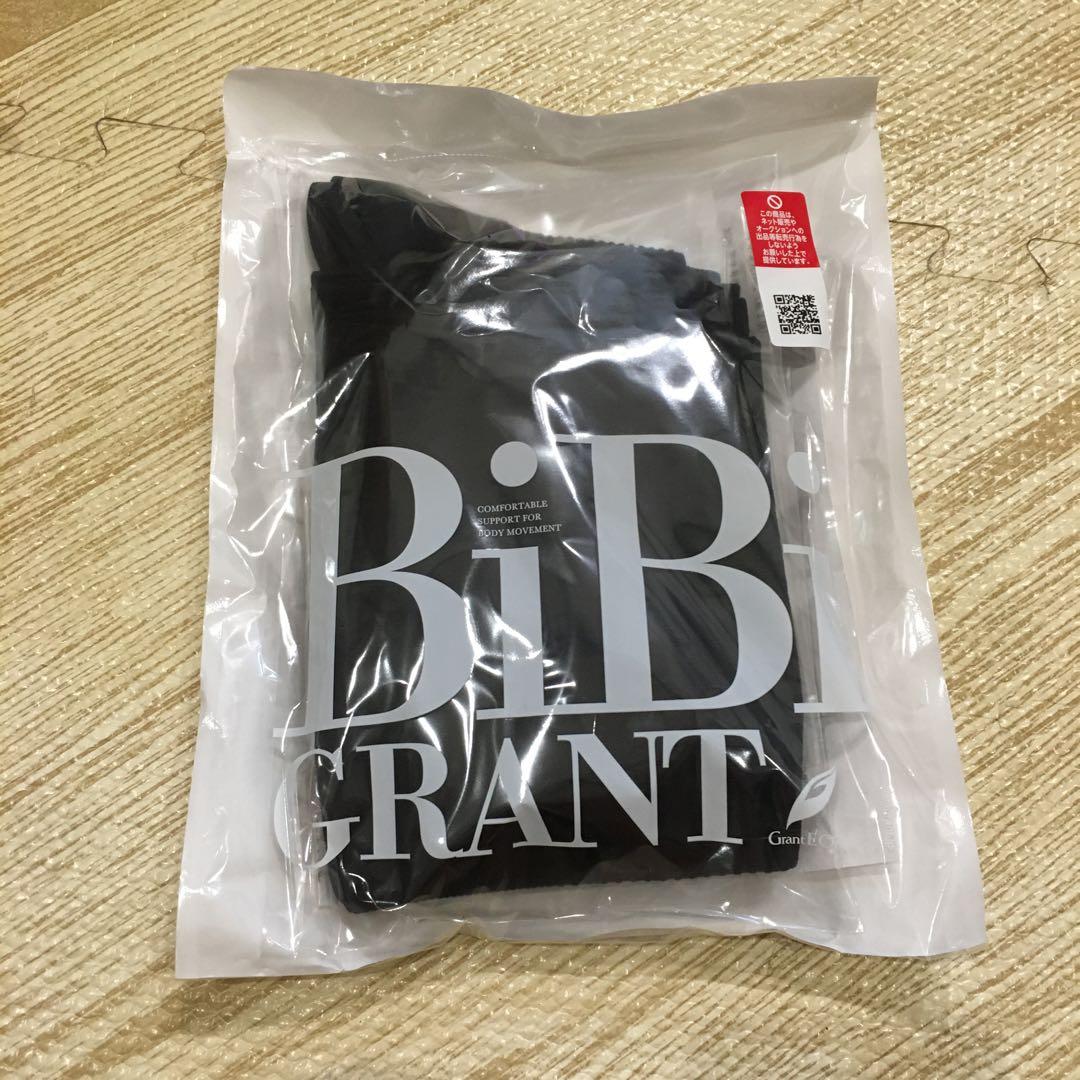 この商品は、
ネット販売や
オークションへの
出品等転売行為を
しないよう
お願いした上で
提供しています。
BiBi
COMFORTABLE
SUPPORT FOR
BODY MOVEMENT
GRANT
Grant E